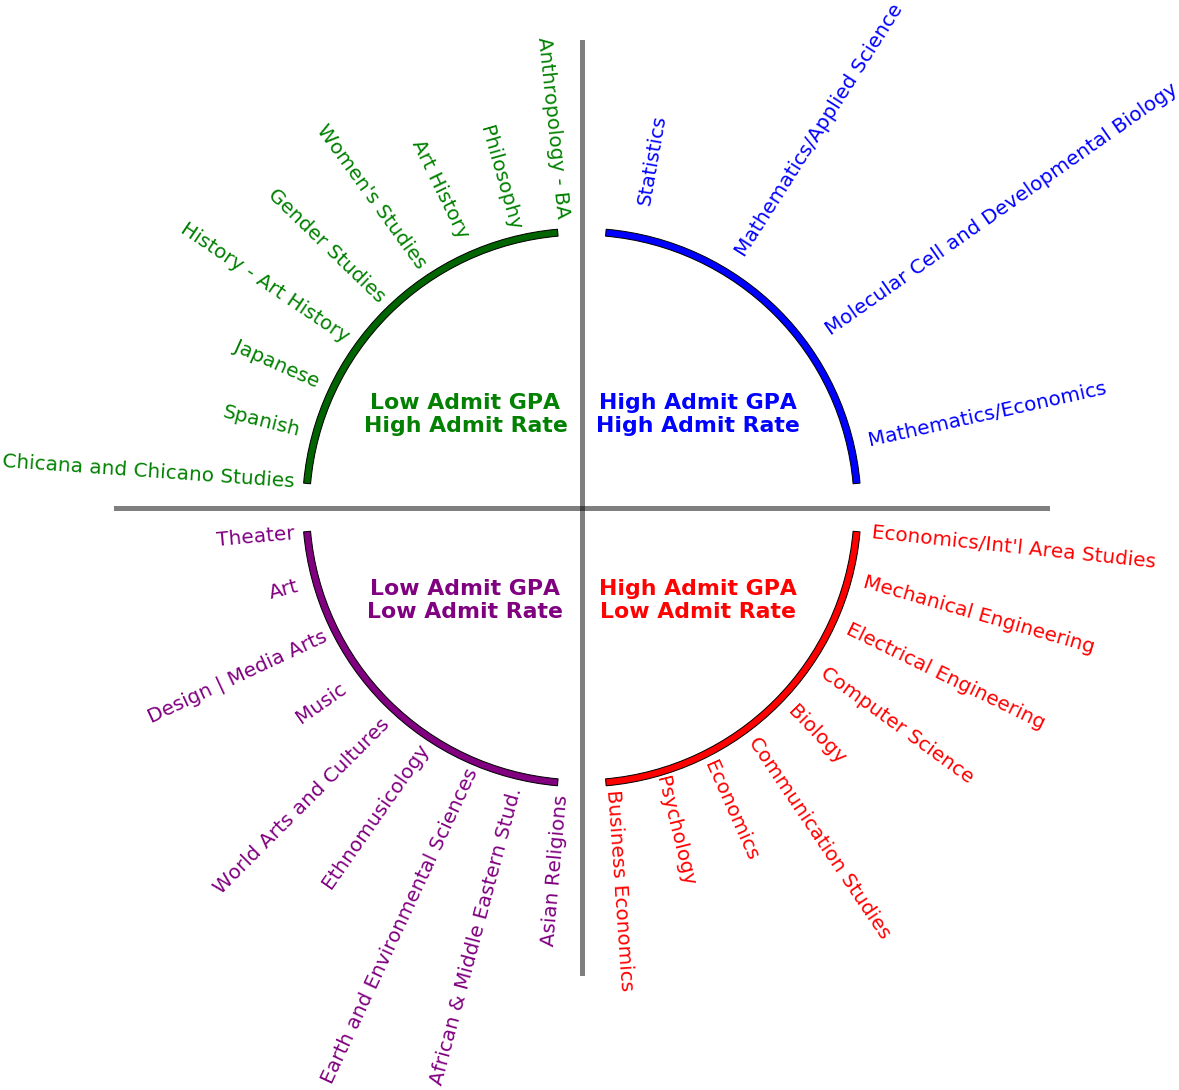 Anthropology - BA
Philosophy
Art History
Women's Studies
Gender Studies
History - Art History
Japanese
Spanish
Chicana and Chicano Studies
Low Admit GPA
High Admit Rate
Statistics
Mathematics/Applied Science
Molecular Cell and Developmental Biology
Mathematics/Economics
High Admit GPA
High Admit Rate
Theater
Art
Design | Media Arts
Music
World Arts and Cultures
Ethnomusicology
Earth and Environmental Sciences
African & Middle Eastern Stud.
Asian Religions
Low Admit GPA
Low Admit Rate
Economics/Int'l Area Studies
Mechanical Engineering
Electrical Engineering
Computer Science
Biology
Communication Studies
Economics
Psychology
Business Economics
High Admit GPA
Low Admit Rate